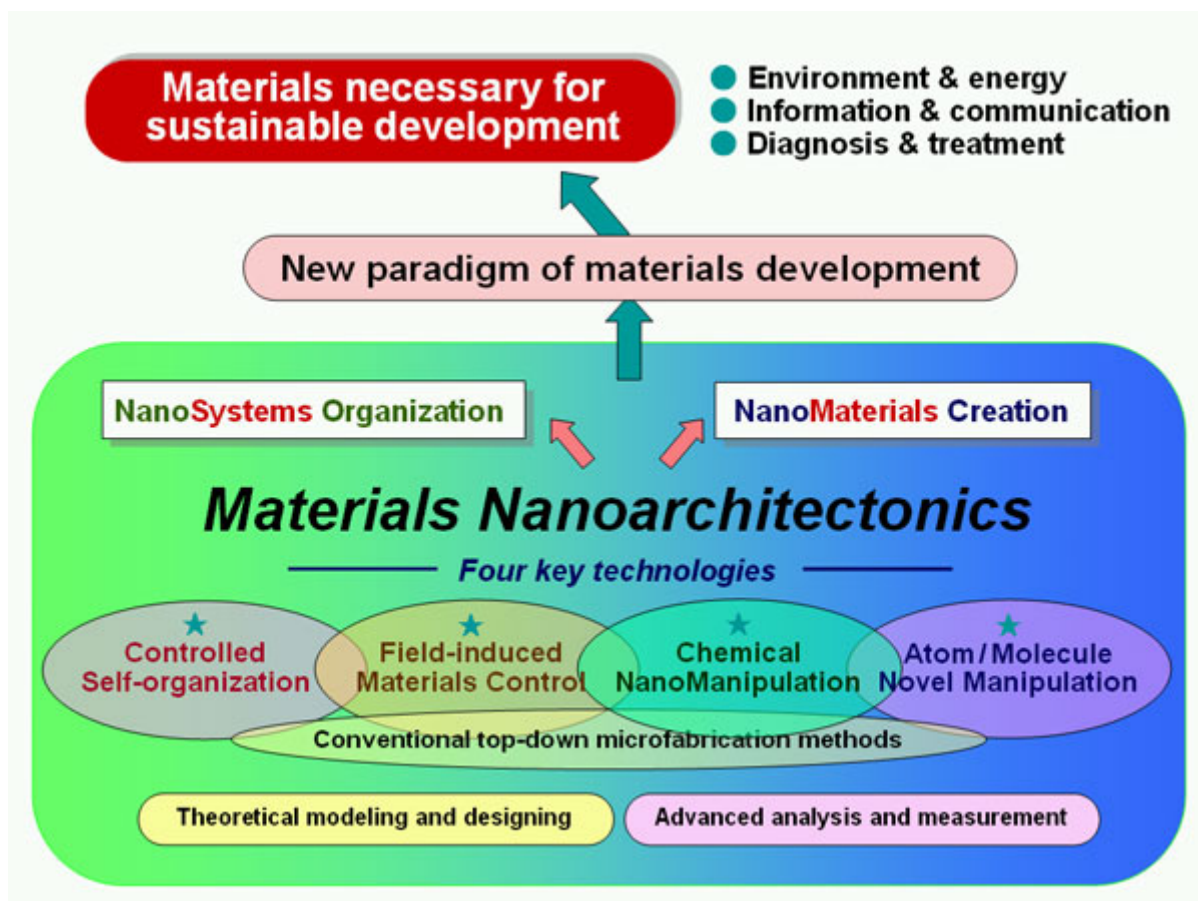 Materials necessary for
sustainable development
Environment & energy
Information & communication
Diagnosis & treatment
New paradigm of materials development
NanoSystems Organization
NanoMaterials Creation
Materials Nanoarchitectonics
Four key technologies
Controlled
Self-organization
Field-induced
Materials Control
Chemical
NanoManipulation
Atom/Molecule
Novel Manipulation
Conventional top-down microfabrication methods
Theoretical modeling and designing
Advanced analysis and measurement